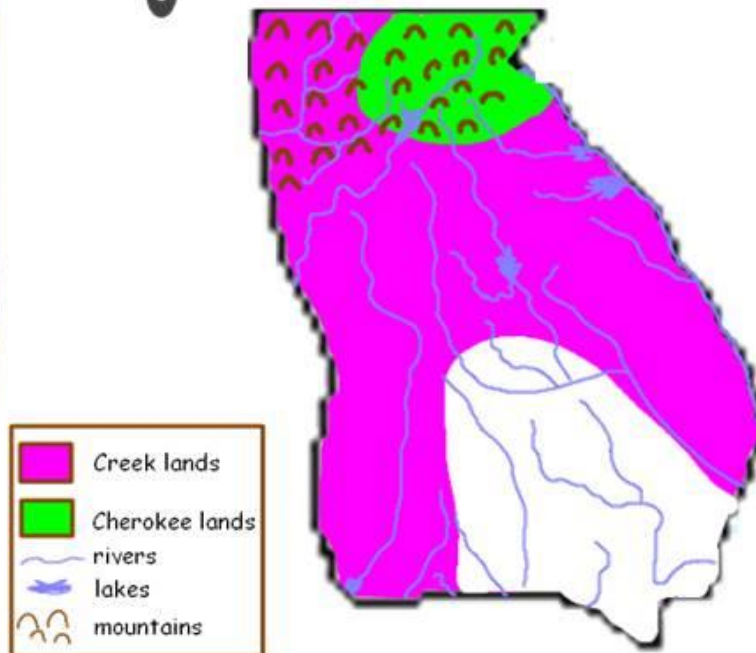 Creek lands
Cherokee lands
rivers
lakes
mountains